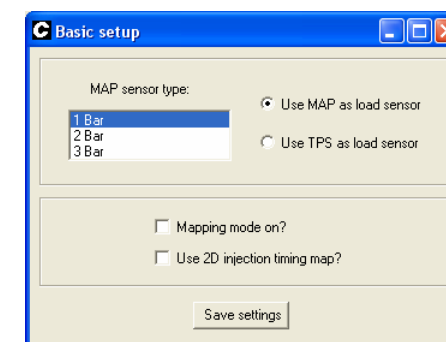 C Basic setup
MAP sensor type:
1 Bar
2 Bar
3 Bar
Use MAP as load sensor
Use TPS as load sensor
Mapping mode on?
Use 2D injection timing map?
Save settings